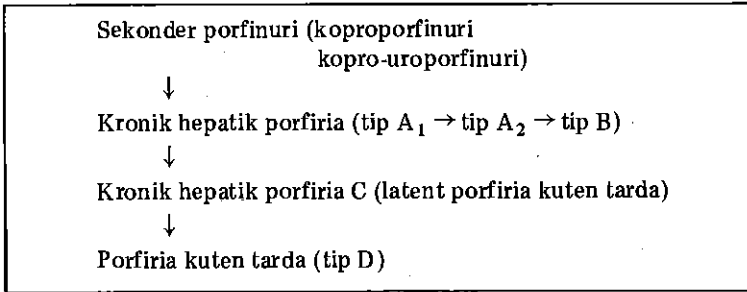 Sekonder porfinuri (koproporfinuri
kopro-uroporfinuri)
↓
Kronik hepatik porfiria (tip A₁ → tip A₂ → tip B)
↓
Kronik hepatik porfiria C (latent porfiria kuten tarda)
↓
Porfiria kuten tarda (tip D)